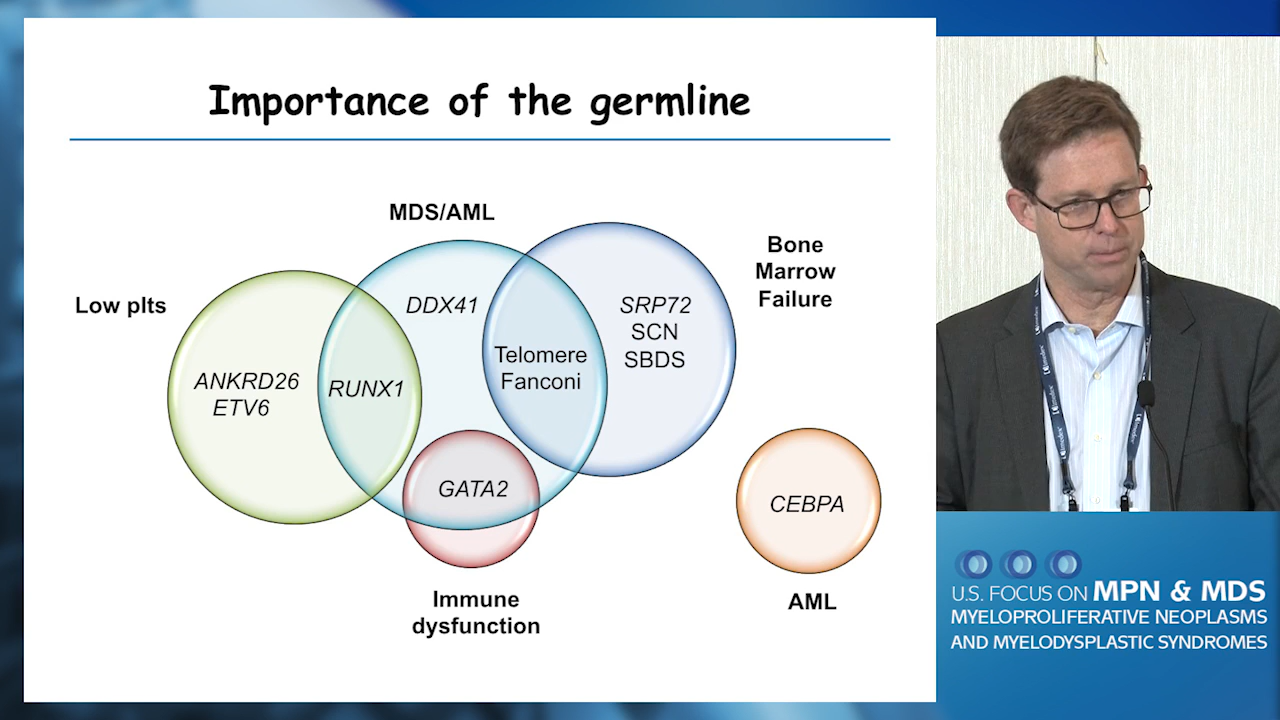 Importance of the germline
MDS/AML
Bone
Marrow
Failure
Low plts
DDX41
SRP72
SCN
SBDS
Telomere
Fanconi
ANKRD26
ETV6
RUNX1
GATA2
CEBPA
Immune
dysfunction
AML
U.S. FOCUS ON MPN & MDS
MYELOPROLIFERATIVE NEOPLASMS
AND MYELODYSPLASTIC SYNDROMES